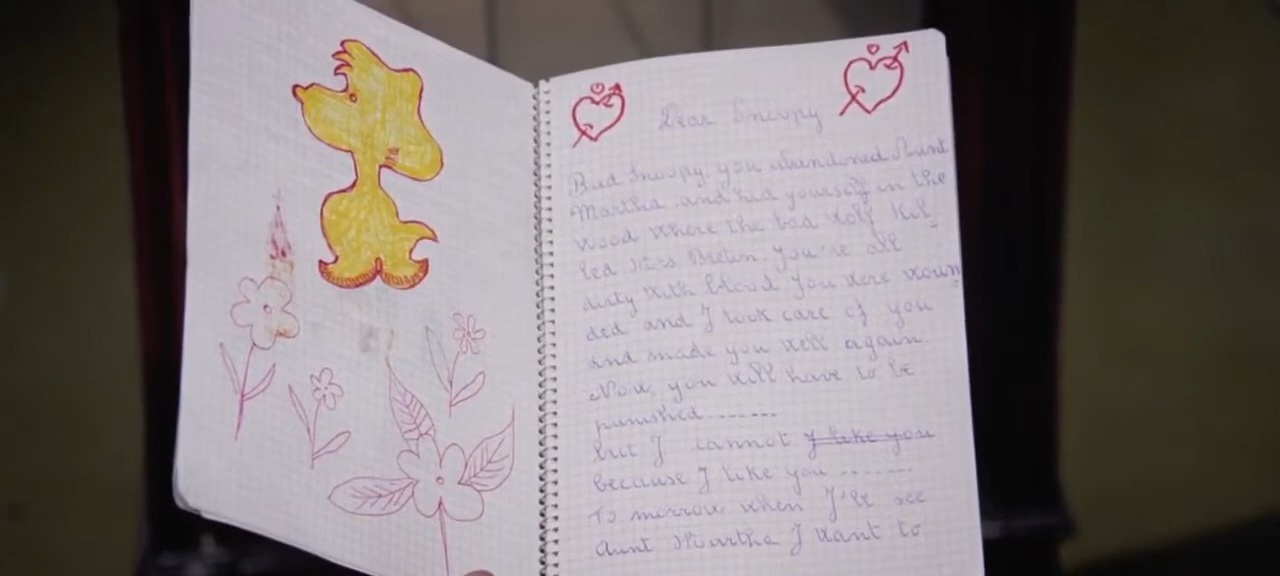 Dear Snoopy
Bad Snoopy, you abandoned Aunt
Martha and hid yourself in the
wood where the bad wolf kil_
led Mrs Brown. You're all
dirty with blood you were woun_
ded and I took care of you
and made you well again.
Now, you will have to be
punished.......
but I cannot I like you
because I like you .......
To morrow when I'll see
Aunt Martha I want to